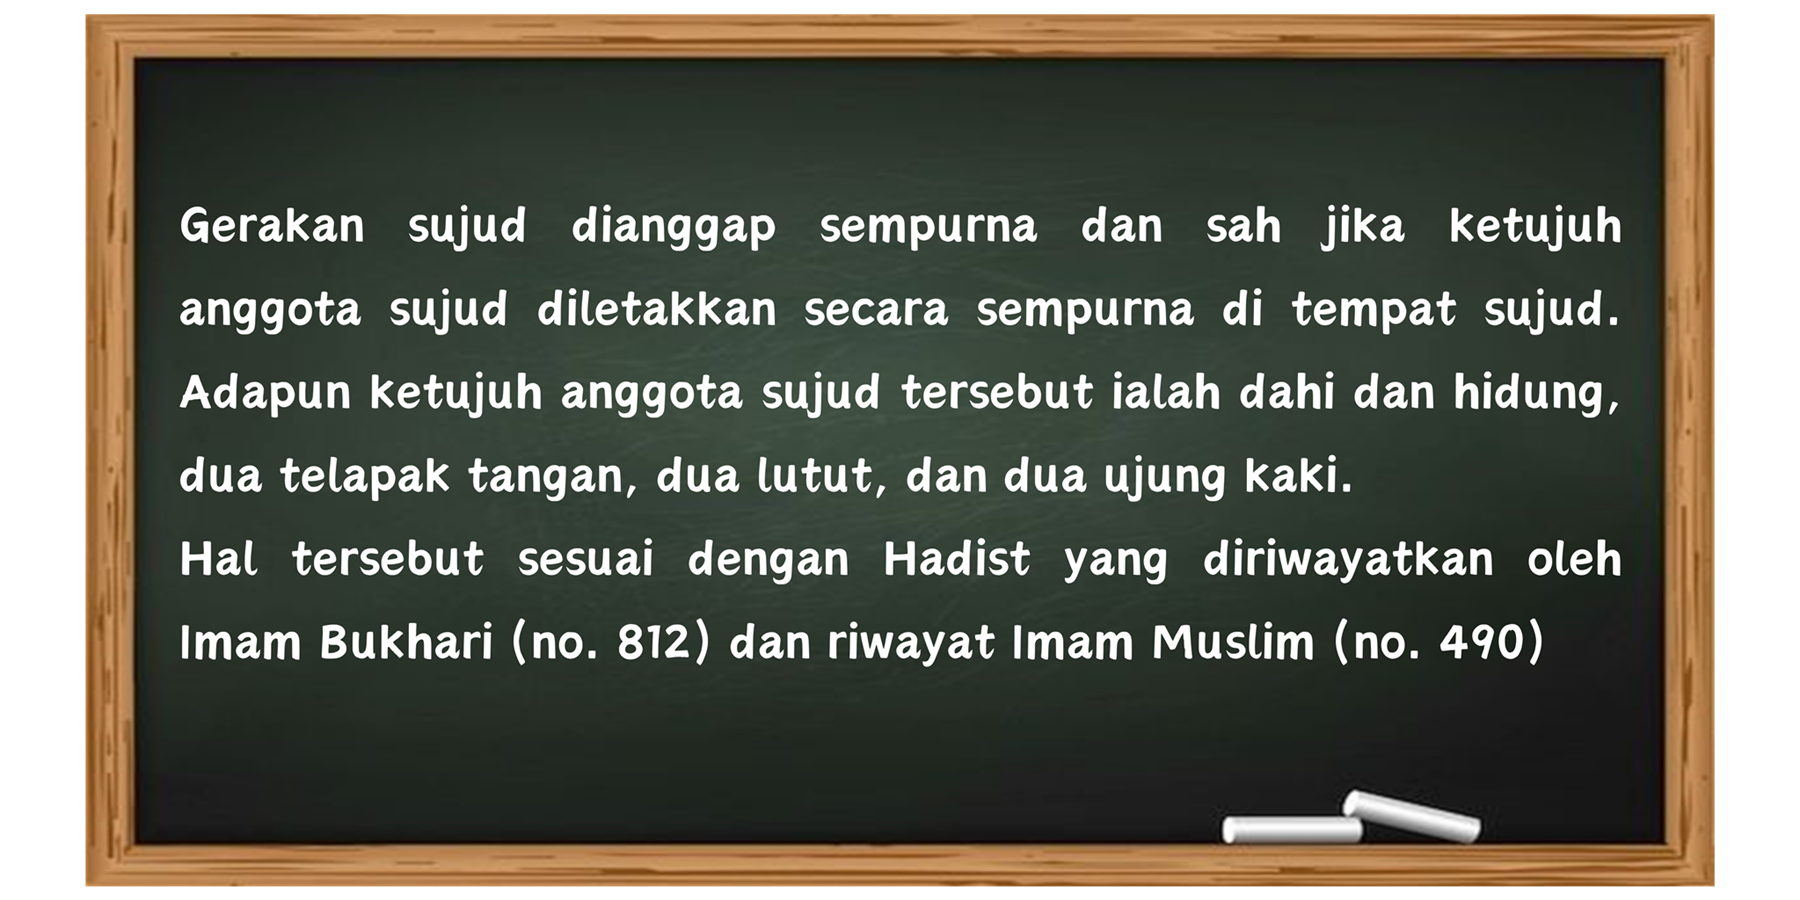 Gerakan sujud dianggap sempurna dan sah jika ketujuh
anggota sujud diletakkan secara sempurna di tempat sujud.
Adapun ketujuh anggota sujud tersebut ialah dahi dan hidung,
dua telapak tangan, dua lutut, dan dua ujung kaki.
Hal tersebut sesuai dengan Hadist yang diriwayatkan oleh
Imam Bukhari (no. 812) dan riwayat Imam Muslim (no. 490)